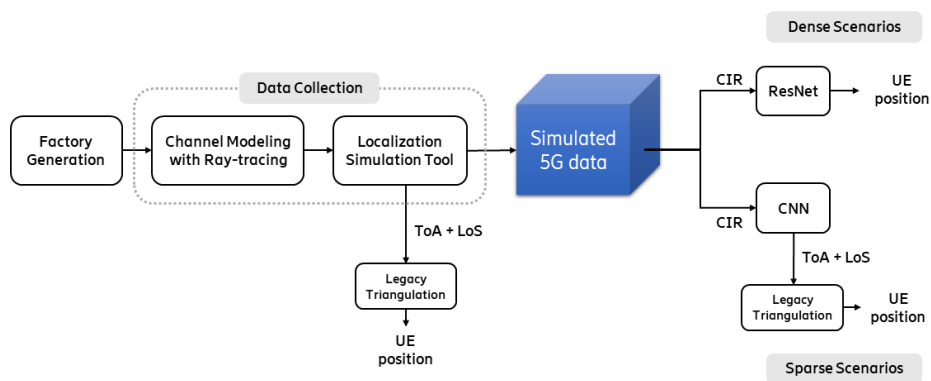 Dense Scenarios
Data Collection
Factory
Generation
Channel Modeling
with Ray-tracing
Localization
Simulation Tool
Simulated
5G data
CIR
ResNet
UE
position
CIR
CNN
ToA + LoS
Legacy
Triangulation
UE
position
ToA + LoS
Legacy
Triangulation
UE
position
Sparse Scenarios